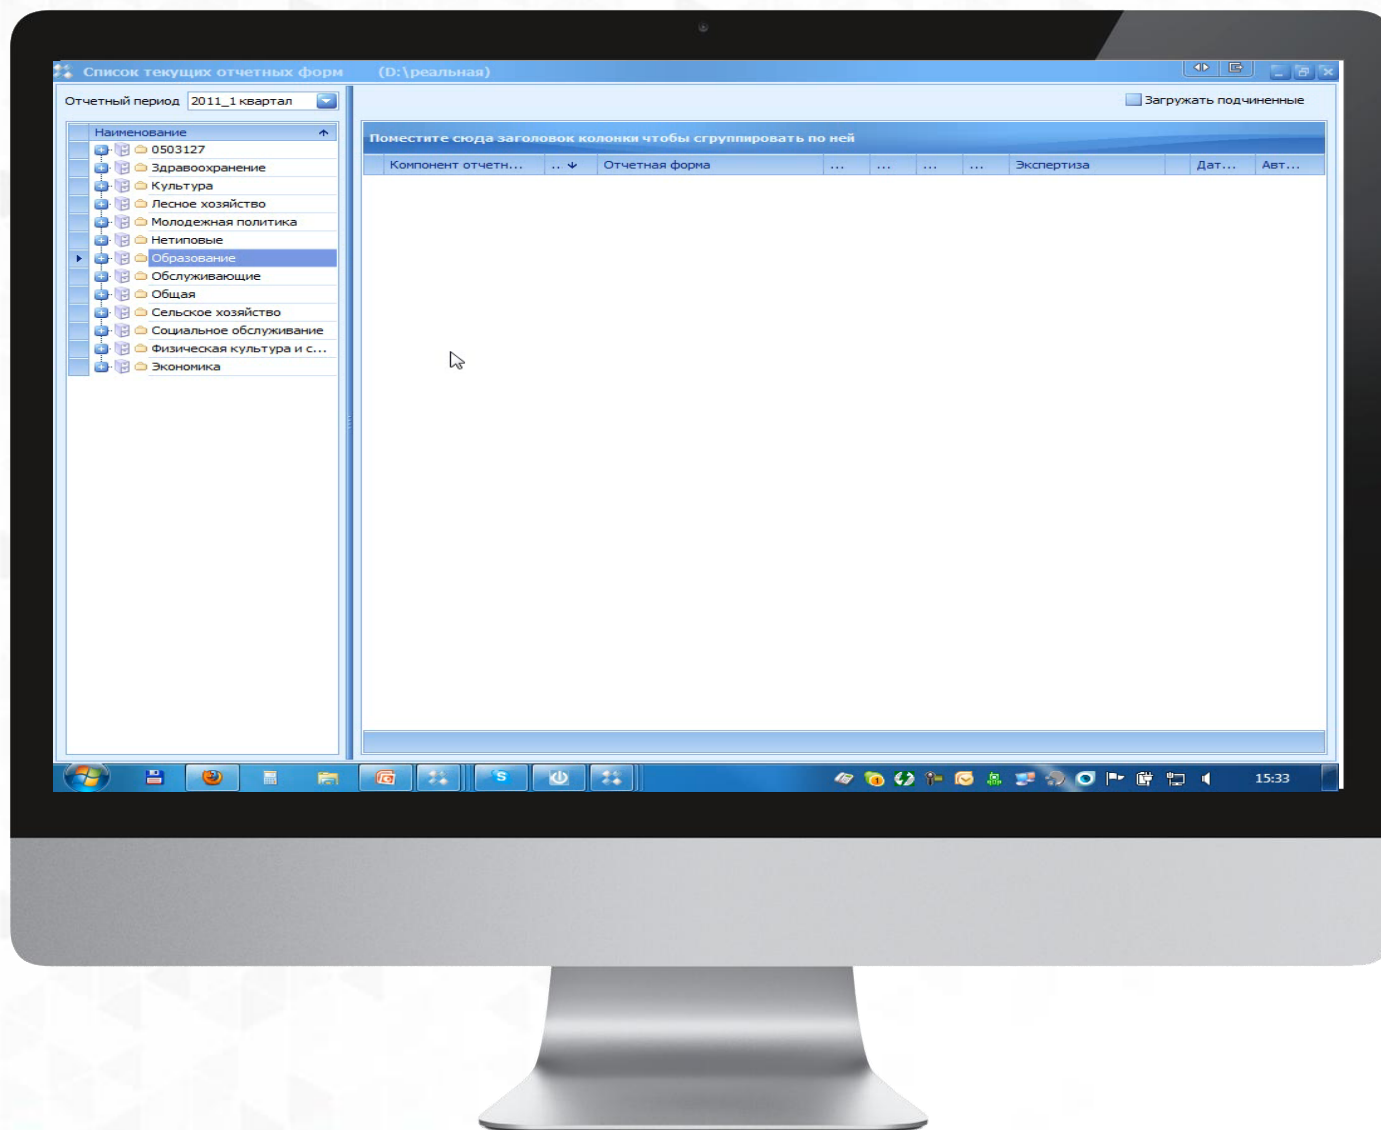 Список текущих отчетных форм (D:\реальная)
Отчетный период 2011_1 квартал
Загружать подчиненные
Наименование
Поместите сюда заголовок колонки чтобы сгруппировать по ней
Компонент отчетн... .. Отчетная форма ... ... ... ... Экспертиза Дат... Авт...
0503127
Здравоохранение
Культура
Лесное хозяйство
Молодежная политика
Нетиповые
Образование
Обслуживающие
Общая
Сельское хозяйство
Социальное обслуживание
Физическая культура и с...
Экономика
15:33